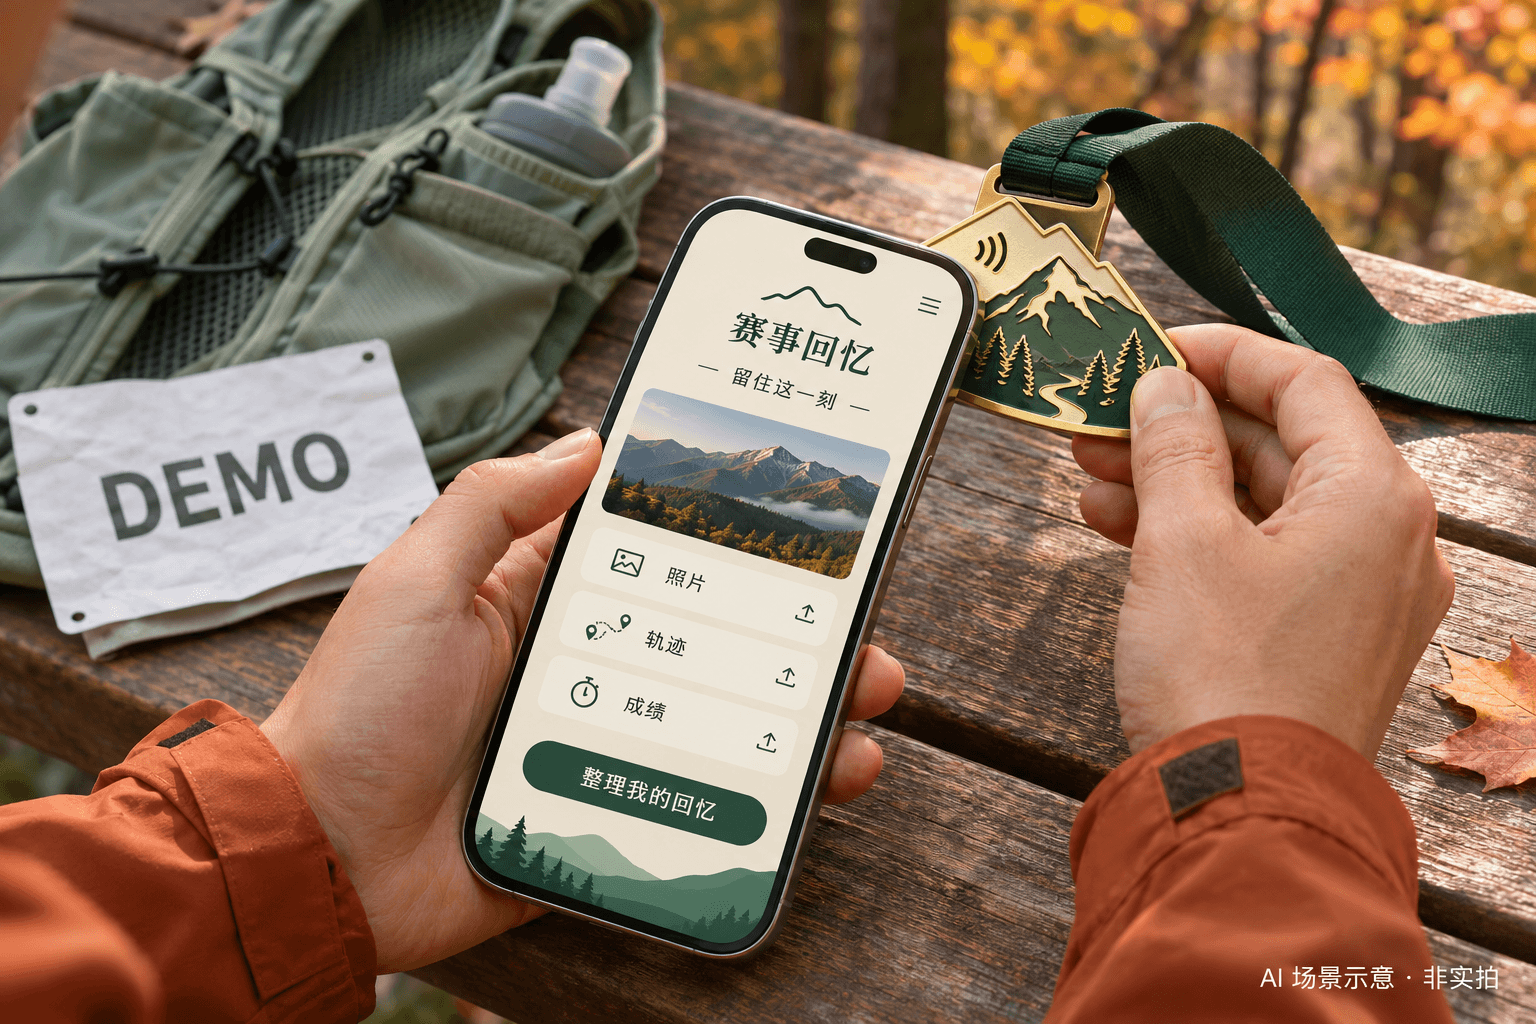 赛事回忆
— 留住这一刻 —
照片
轨迹
成绩
整理我的回忆
DEMO
AI 场景示意 · 非实拍